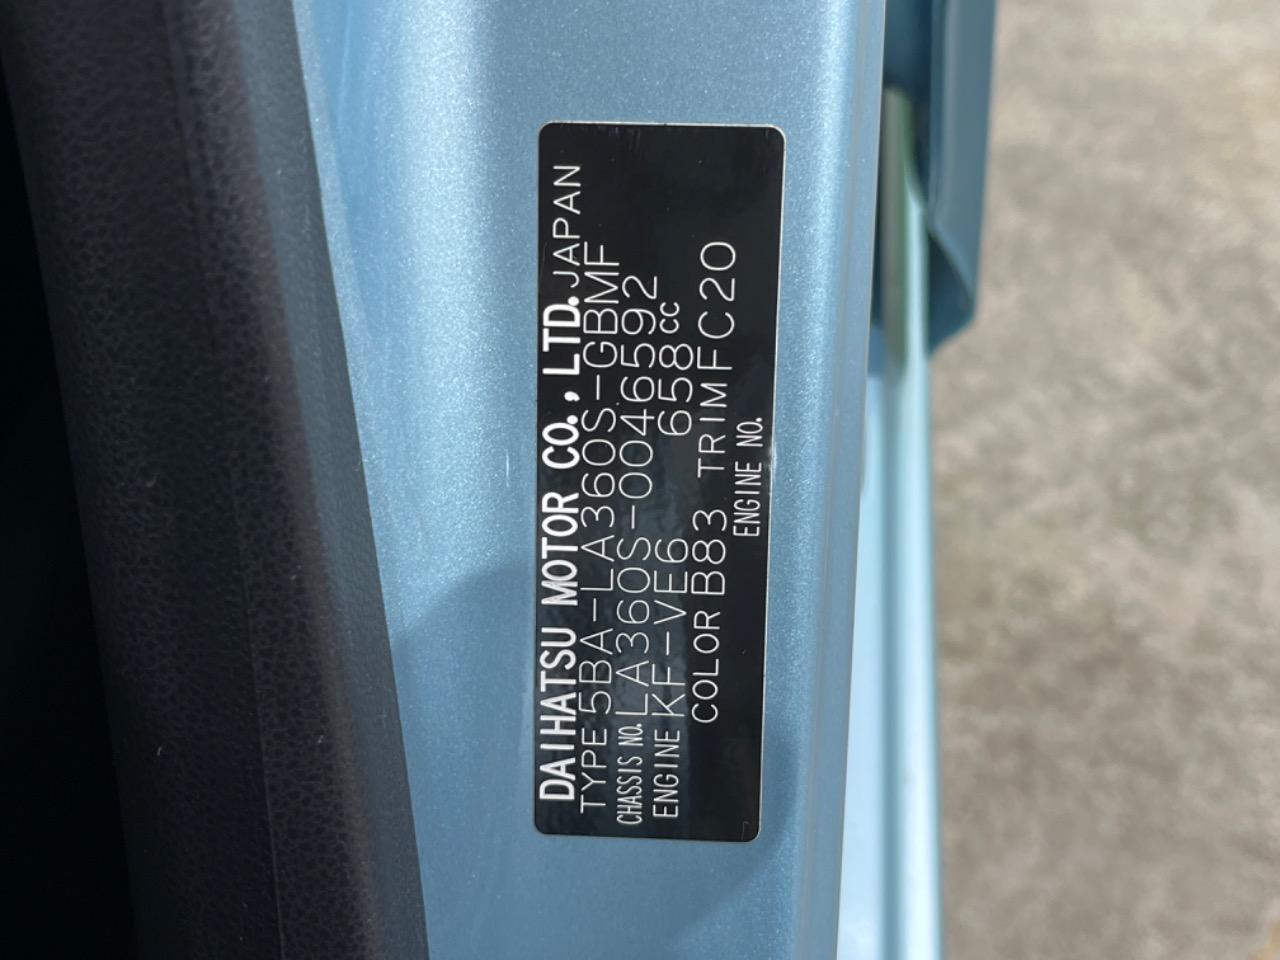 DAIHATSU MOTOR CO., LTD. JAPAN
TYPE 5BA-LA360S-GBMF
CHASSIS NO. LA360S-0046592
ENGINE KF-VE6 658cc
COLOR B83 TRIM FC20
ENGINE NO.